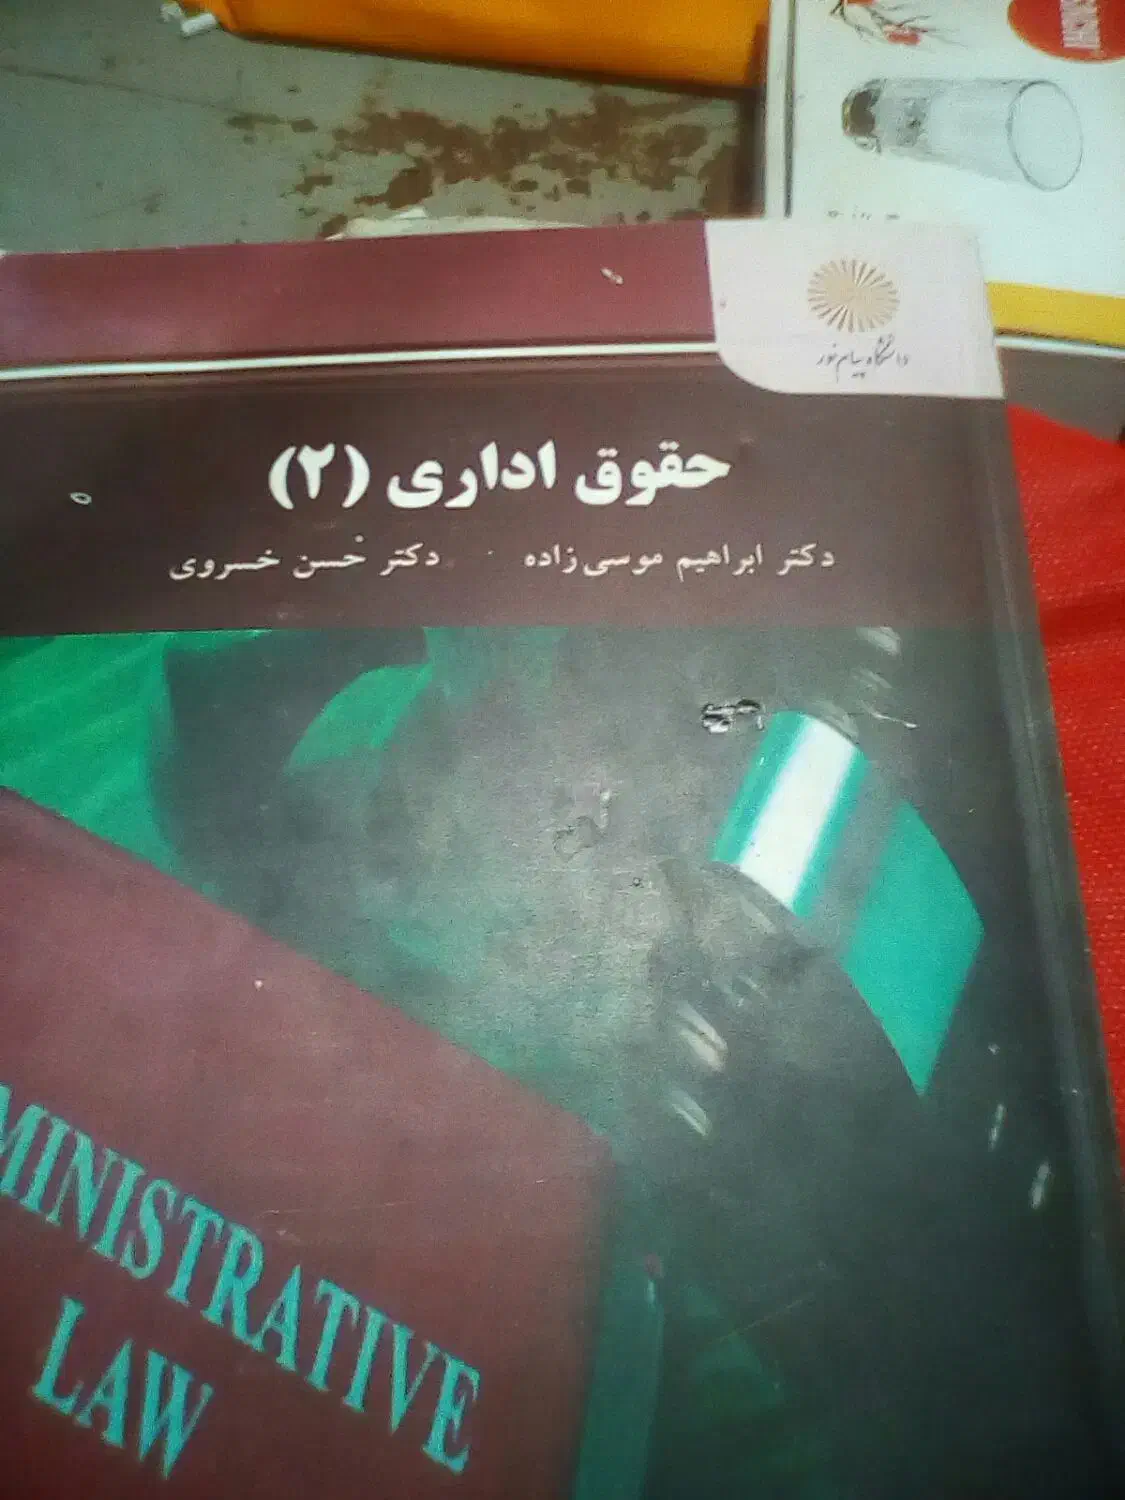 دانشگاه پیام نور
حقوق اداری (۲)
دکتر ابراهیم موسی‌زاده دکتر حسن خسروی
MINISTRATIVE
LAW